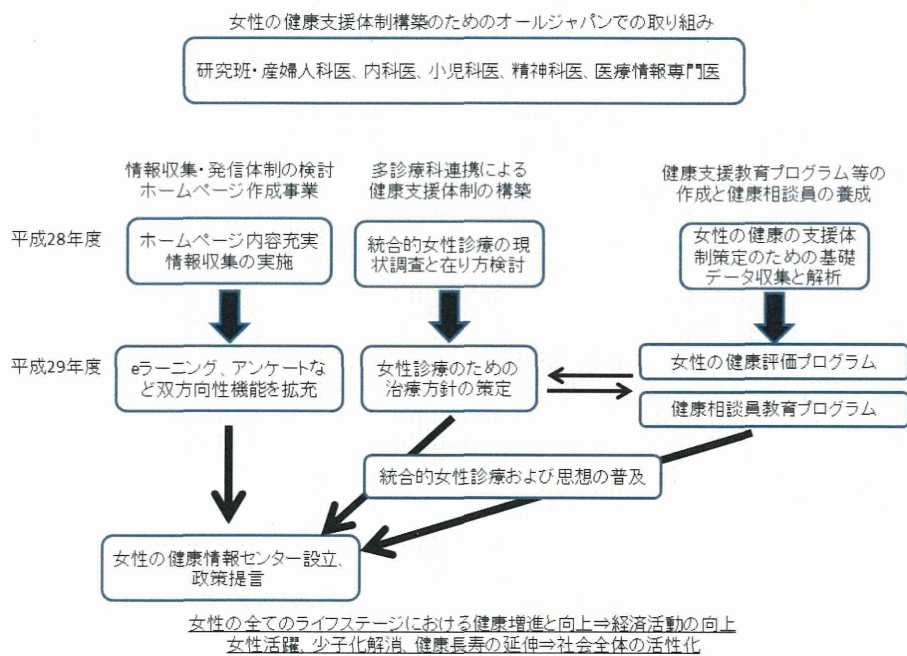 女性の健康支援体制構築のためのオールジャパンでの取り組み
研究班・産婦人科医、内科医、小児科医、精神科医、医療情報専門医
情報収集・発信体制の検討
ホームページ作成事業
多診療科連携による
健康支援体制の構築
健康支援教育プログラム等の
作成と健康相談員の養成
平成28年度
ホームページ内容充実
情報収集の実施
統合的女性診療の現
状調査と在り方検討
女性の健康の支援体
制策定のための基礎
データ収集と解析
平成29年度
eラーニング、アンケートな
ど双方向性機能を拡充
女性診療のための
治療方針の策定
女性の健康評価プログラム
健康相談員教育プログラム
統合的女性診療および思想の普及
女性の健康情報センター設立、
政策提言
女性の全てのライフステージにおける健康増進と向上⇒経済活動の向上
女性活躍、少子化解消、健康長寿の延伸⇒社会全体の活性化